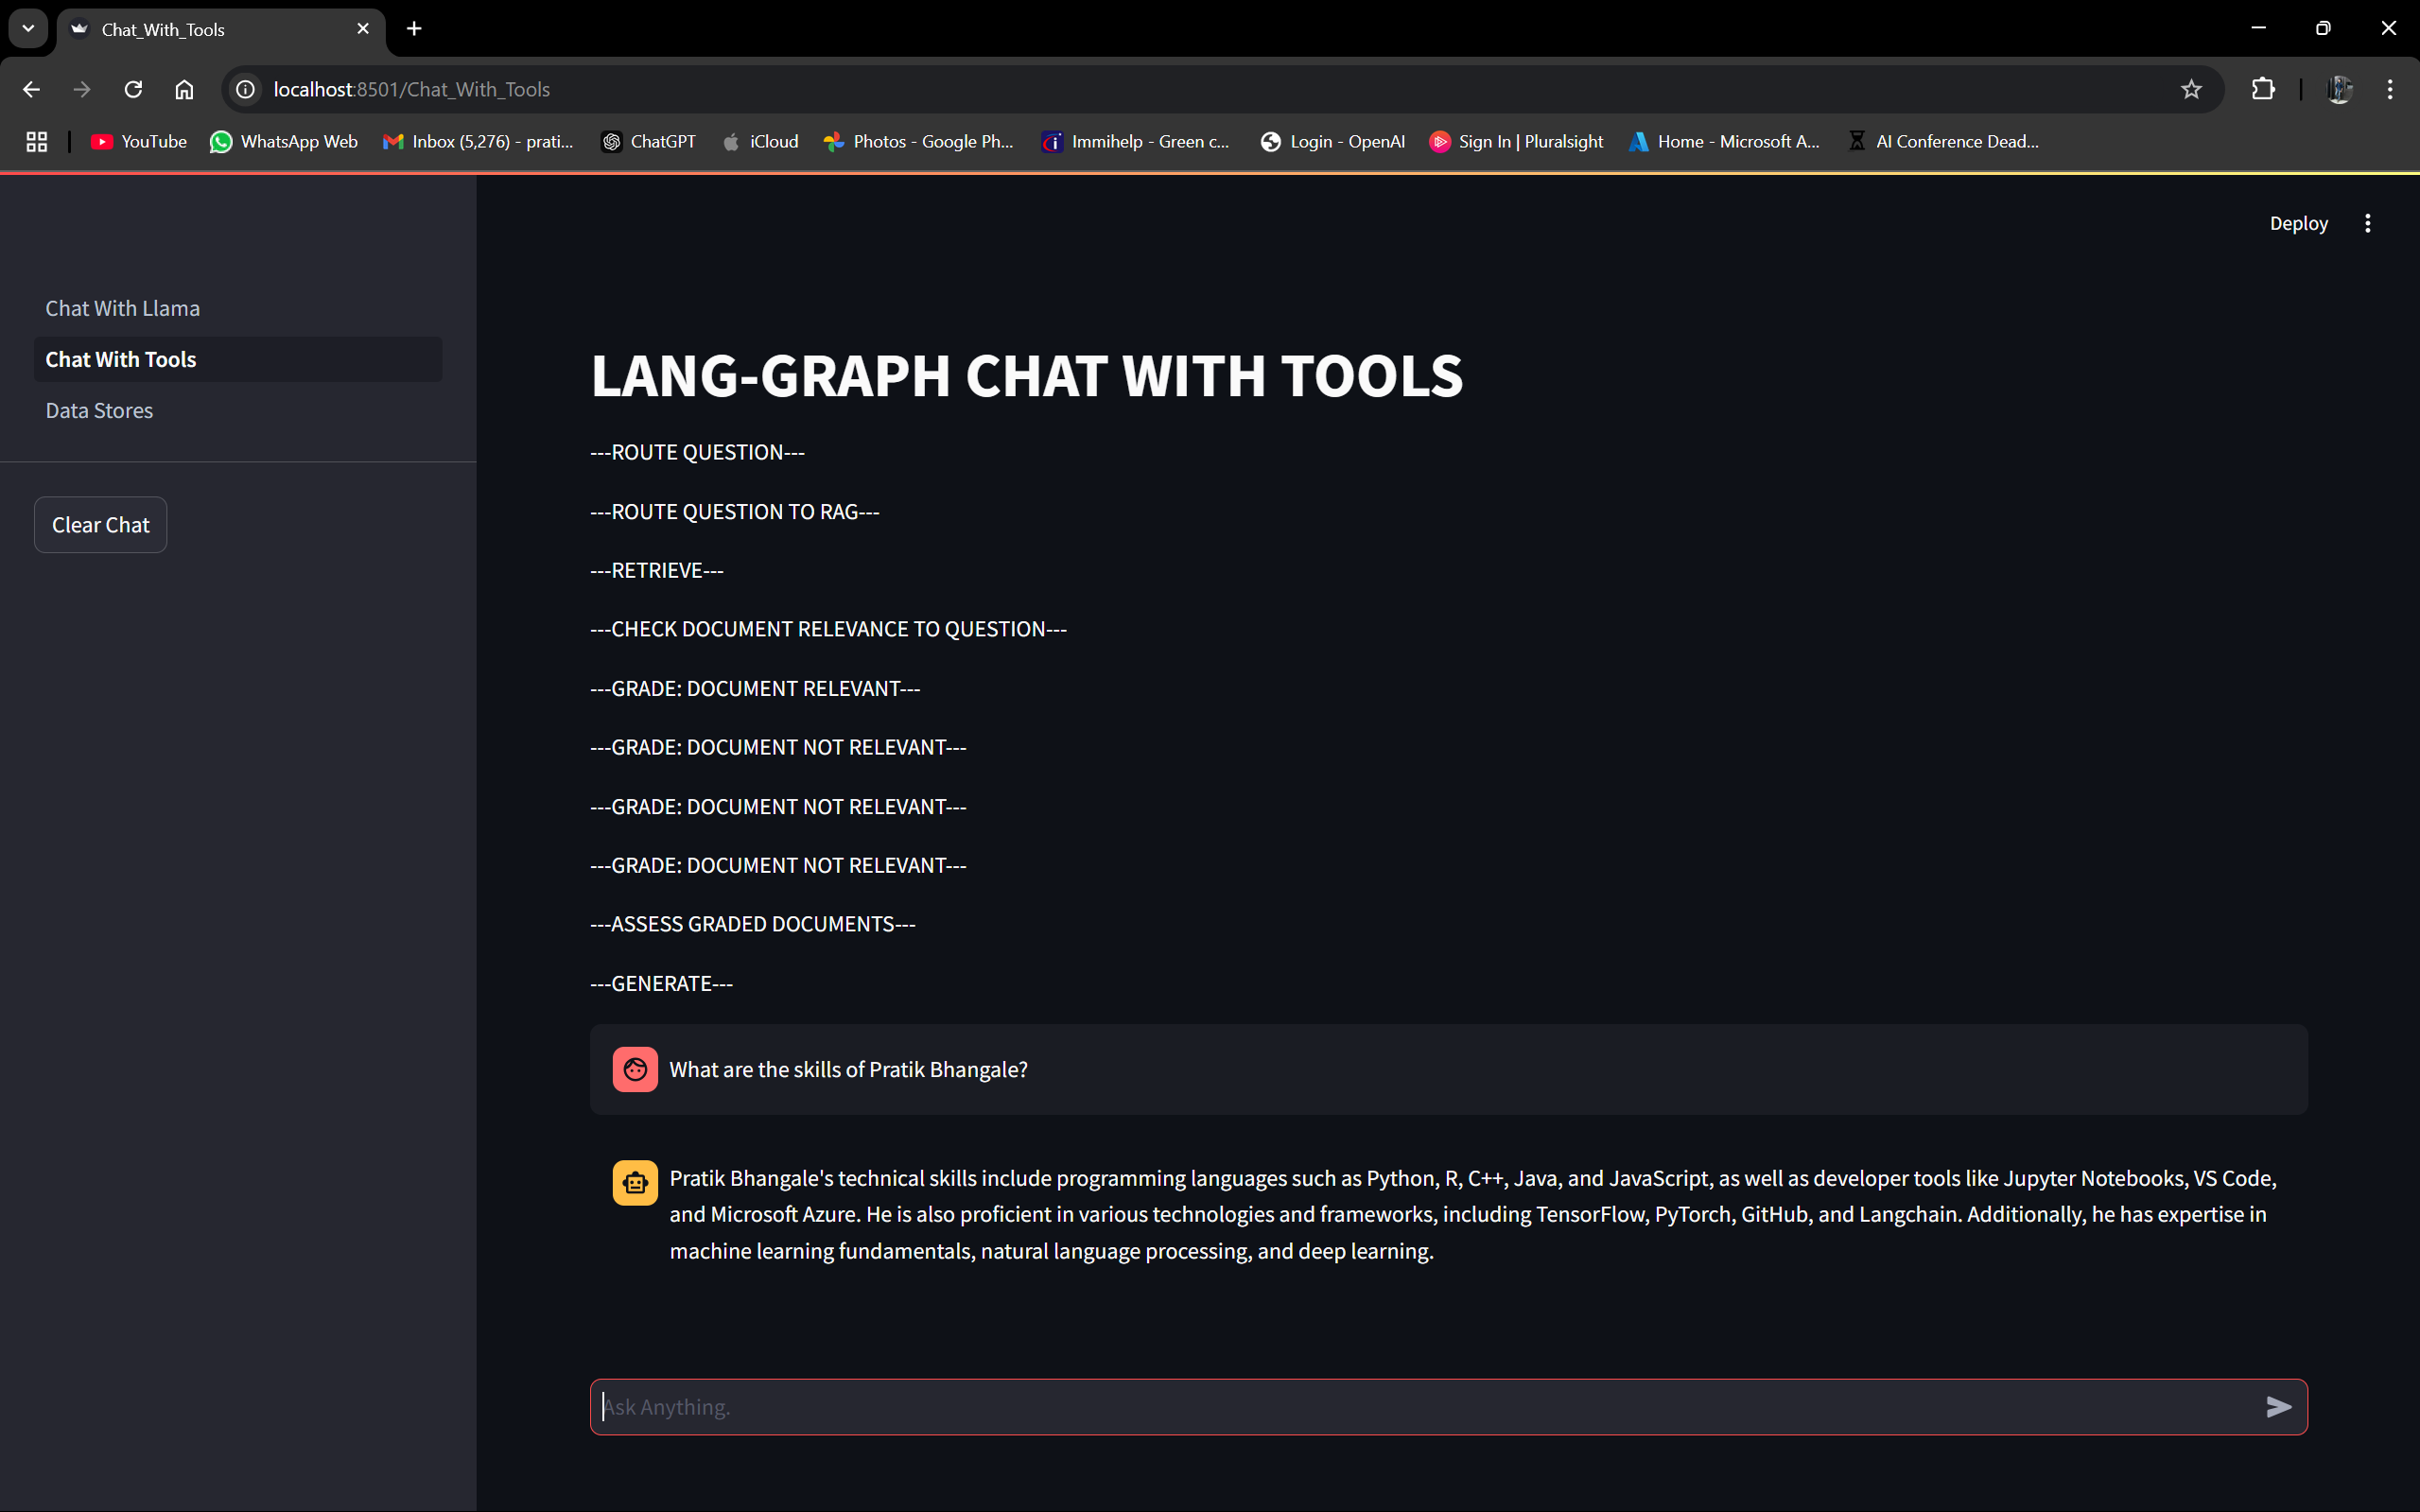 Chat_With_Tools
localhost:8501/Chat_With_Tools
YouTube WhatsApp Web Inbox (5,276) - prati... ChatGPT iCloud Photos - Google Ph... Immihelp - Green c... Login - OpenAI Sign In | Pluralsight Home - Microsoft A... AI Conference Dead...
Deploy
Chat With Llama
Chat With Tools
Data Stores
Clear Chat
LANG-GRAPH CHAT WITH TOOLS
---ROUTE QUESTION---
---ROUTE QUESTION TO RAG---
---RETRIEVE---
---CHECK DOCUMENT RELEVANCE TO QUESTION---
---GRADE: DOCUMENT RELEVANT---
---GRADE: DOCUMENT NOT RELEVANT---
---GRADE: DOCUMENT NOT RELEVANT---
---GRADE: DOCUMENT NOT RELEVANT---
---ASSESS GRADED DOCUMENTS---
---GENERATE---
What are the skills of Pratik Bhangale?
Pratik Bhangale's technical skills include programming languages such as Python, R, C++, Java, and JavaScript, as well as developer tools like Jupyter Notebooks, VS Code,
and Microsoft Azure. He is also proficient in various technologies and frameworks, including TensorFlow, PyTorch, GitHub, and Langchain. Additionally, he has expertise in
machine learning fundamentals, natural language processing, and deep learning.
Ask Anything.